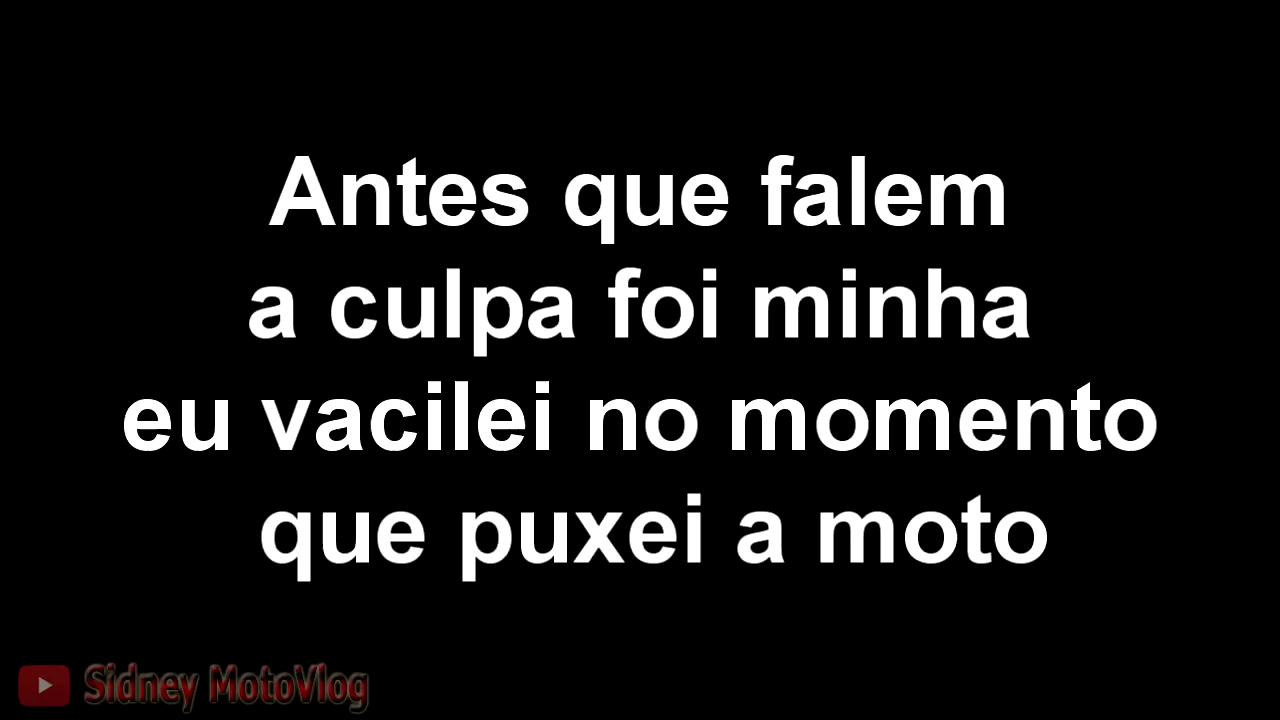 Antes que falem
a culpa foi minha
eu vacilei no momento
que puxei a moto
Sidney MotoVlog